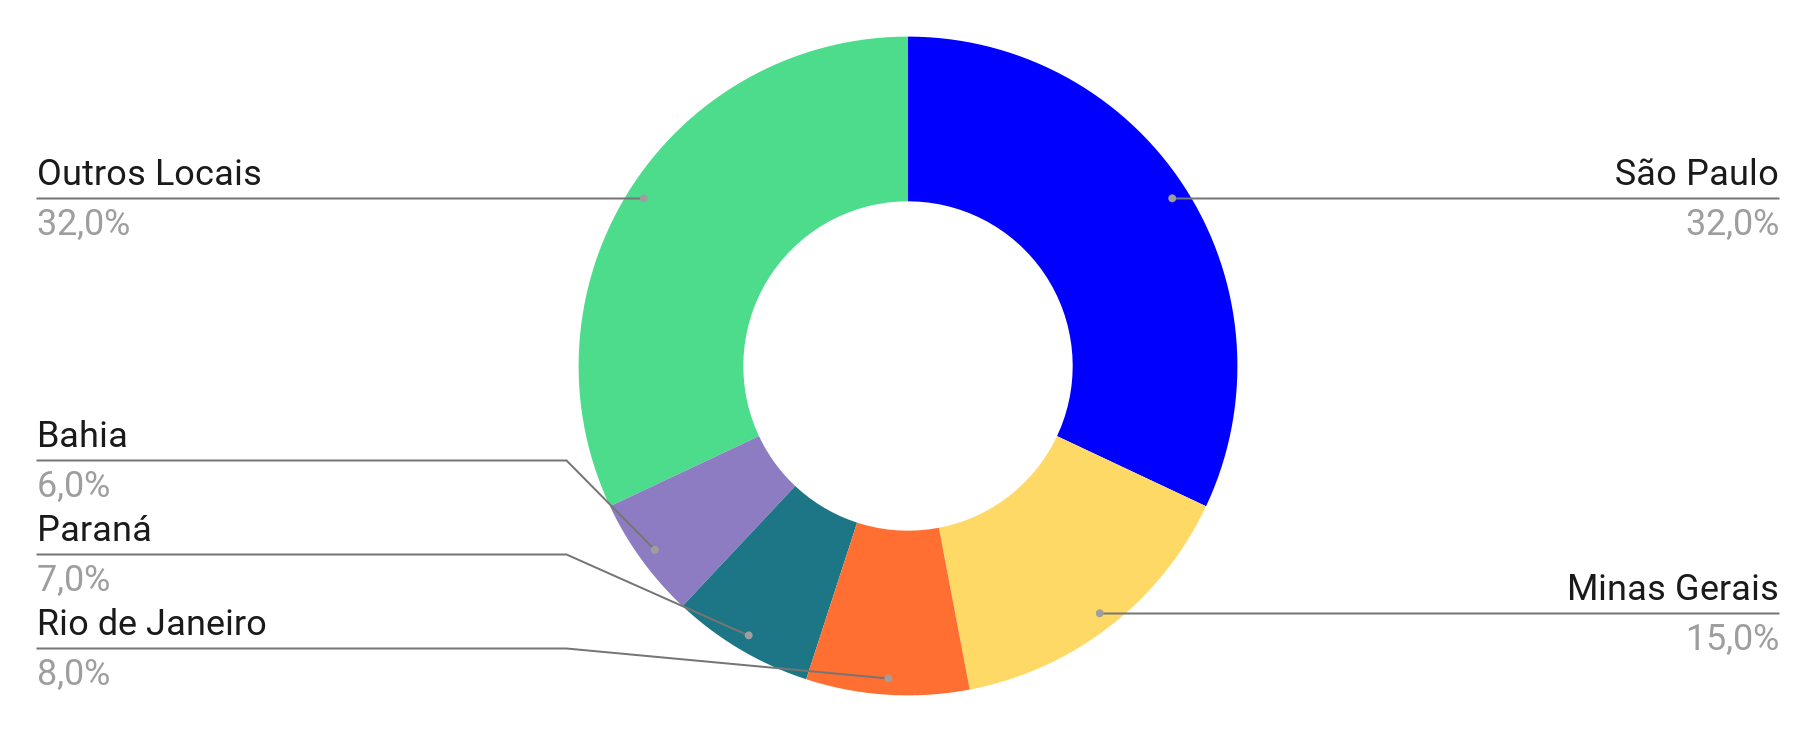 Outros Locais
32,0%
São Paulo
32,0%
Bahia
6,0%
Paraná
7,0%
Minas Gerais
15,0%
Rio de Janeiro
8,0%